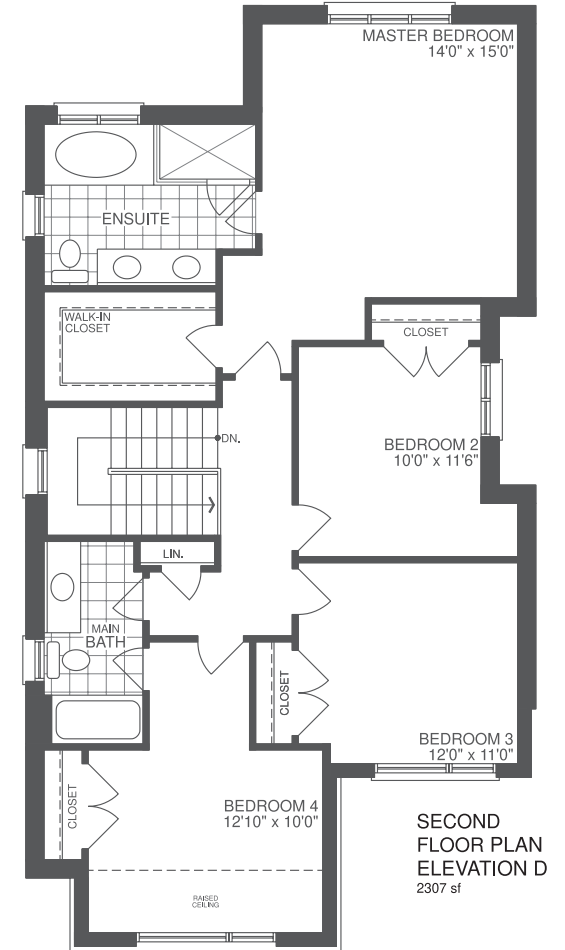 MASTER BEDROOM
14'0" x 15'0"
ENSUITE
WALK-IN
CLOSET
CLOSET
DN.
BEDROOM 2
10'0" x 11'6"
LIN.
MAIN
BATH
CLOSET
BEDROOM 3
12'0" x 11'0"
CLOSET
BEDROOM 4
12'10" x 10'0"
RAISED
CEILING
SECOND
FLOOR PLAN
ELEVATION D
2307 sf